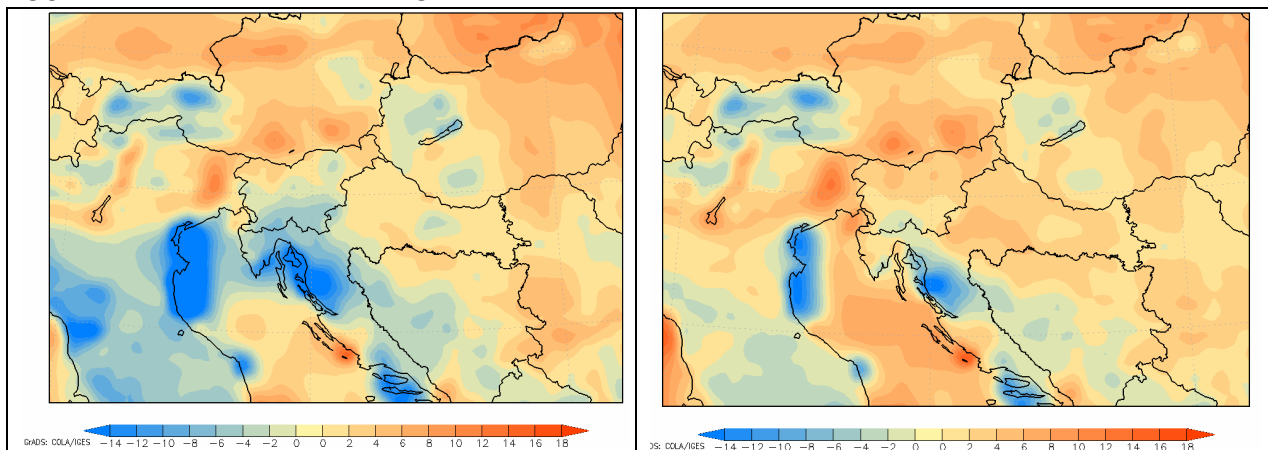 GrADS: COLA/IGES −14 −12 −10 −8 −6 −4 −2 0 0 2 4 6 8 10 12 14 16 18
DS: COLA/IGES −14 −12 −10 −8 −6 −4 −2 0 0 2 4 6 8 10 12 14 16 18